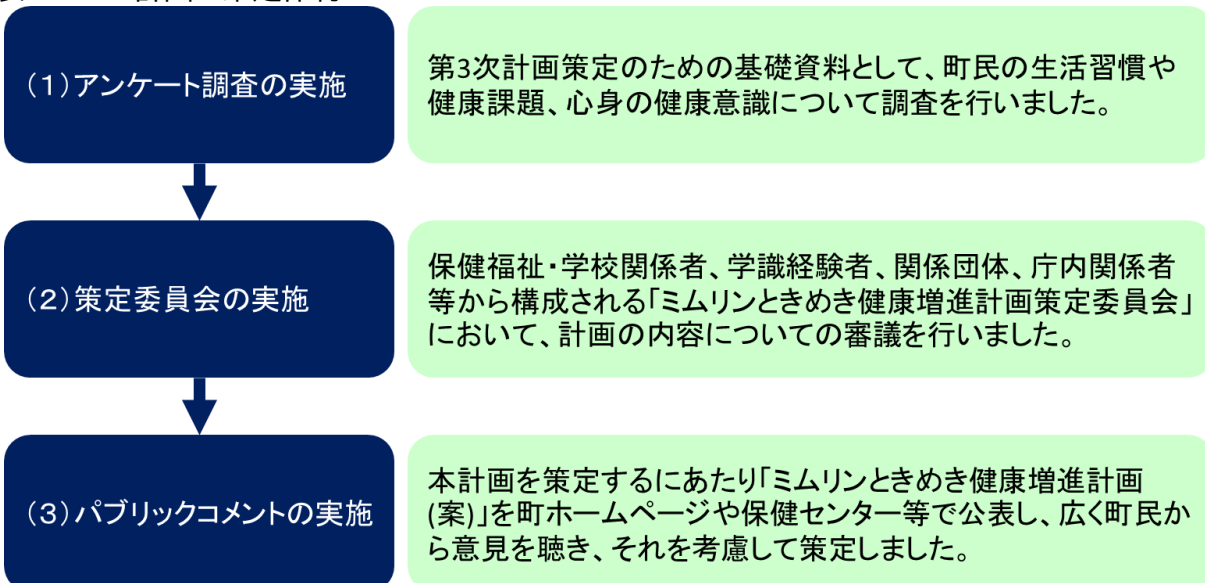 (1)アンケート調査の実施
第3次計画策定のための基礎資料として、町民の生活習慣や
健康課題、心身の健康意識について調査を行いました。
(2)策定委員会の実施
保健福祉・学校関係者、学識経験者、関係団体、庁内関係者
等から構成される「ミムリンときめき健康増進計画策定委員会」
において、計画の内容についての審議を行いました。
(3)パブリックコメントの実施
本計画を策定するにあたり「ミムリンときめき健康増進計画
(案)」を町ホームページや保健センター等で公表し、広く町民か
ら意見を聴き、それを考慮して策定しました。